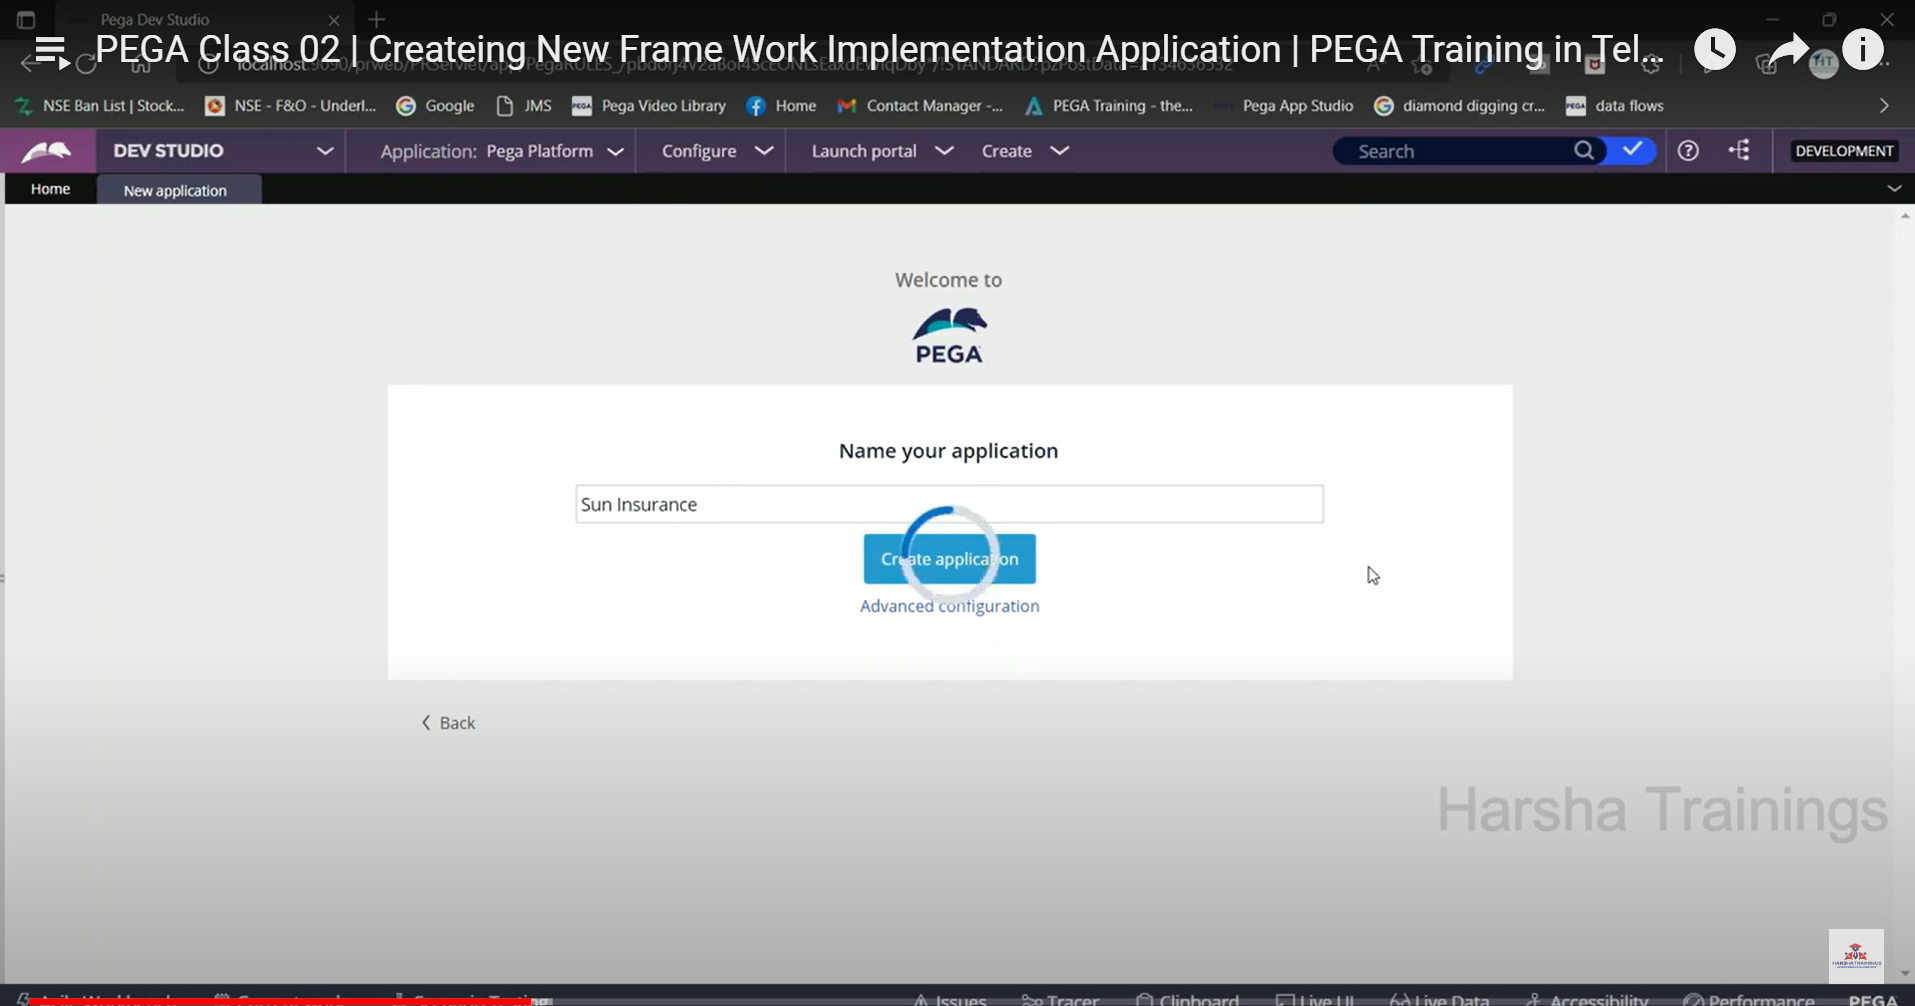 Pega Dev Studio
PEGA Class 02 | Createing New Frame Work Implementation Application | PEGA Training in Tel...
NSE Ban List | Stock... NSE - F&O - Underl... Google JMS Pega Video Library Home Contact Manager -... PEGA Training - the... Pega App Studio diamond digging cr... data flows
DEV STUDIO Application: Pega Platform Configure Launch portal Create Search DEVELOPMENT
Home New application
Welcome to
PEGA
Name your application
Sun Insurance
Create application
Advanced configuration
Back
Harsha Trainings
HARSHA TRAININGS
Issues Tracer Clipboard Live UI Live Data Accessibility Performance PEGA